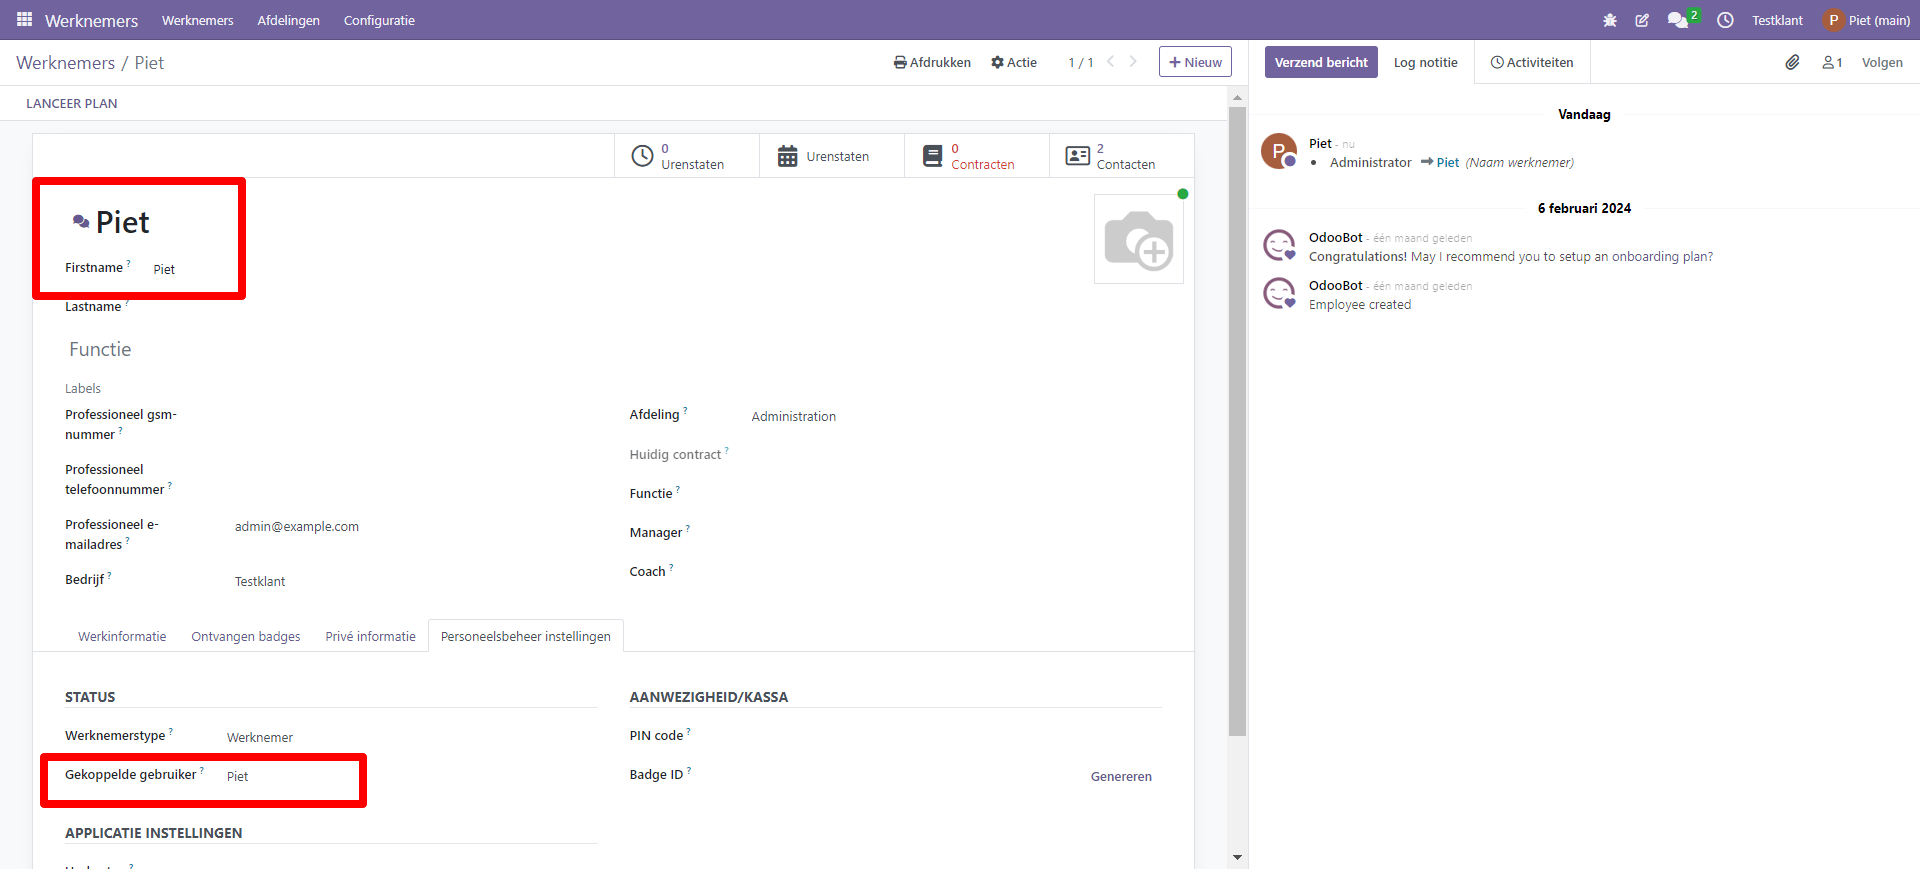 Werknemers Werknemers Afdelingen Configuratie 2 Testklant P Piet (main)
Werknemers / Piet Afdrukken Actie 1 / 1 Nieuw
Verzend bericht Log notitie Activiteiten 1 Volgen
LANCEER PLAN
0
Urenstaten
Urenstaten
0
Contracten
2
Contacten
Piet
Firstname ? Piet
Lastname ?
Functie
Labels
Professioneel gsm-
nummer ?
Professioneel
telefoonnummer ?
Professioneel e-
mailadres ? admin@example.com
Bedrijf ? Testklant
Afdeling ? Administration
Huidig contract ?
Functie ?
Manager ?
Coach ?
Werkinformatie Ontvangen badges Privé informatie Personeelsbeheer instellingen
STATUS
Werknemerstype ? Werknemer
Gekoppelde gebruiker ? Piet
AANWEZIGHEID/KASSA
PIN code ?
Badge ID ? Genereren
APPLICATIE INSTELLINGEN
Vandaag
P
Piet - nu
• Administrator → Piet (Naam werknemer)
6 februari 2024
OdooBot - één maand geleden
Congratulations! May I recommend you to setup an onboarding plan?
OdooBot - één maand geleden
Employee created